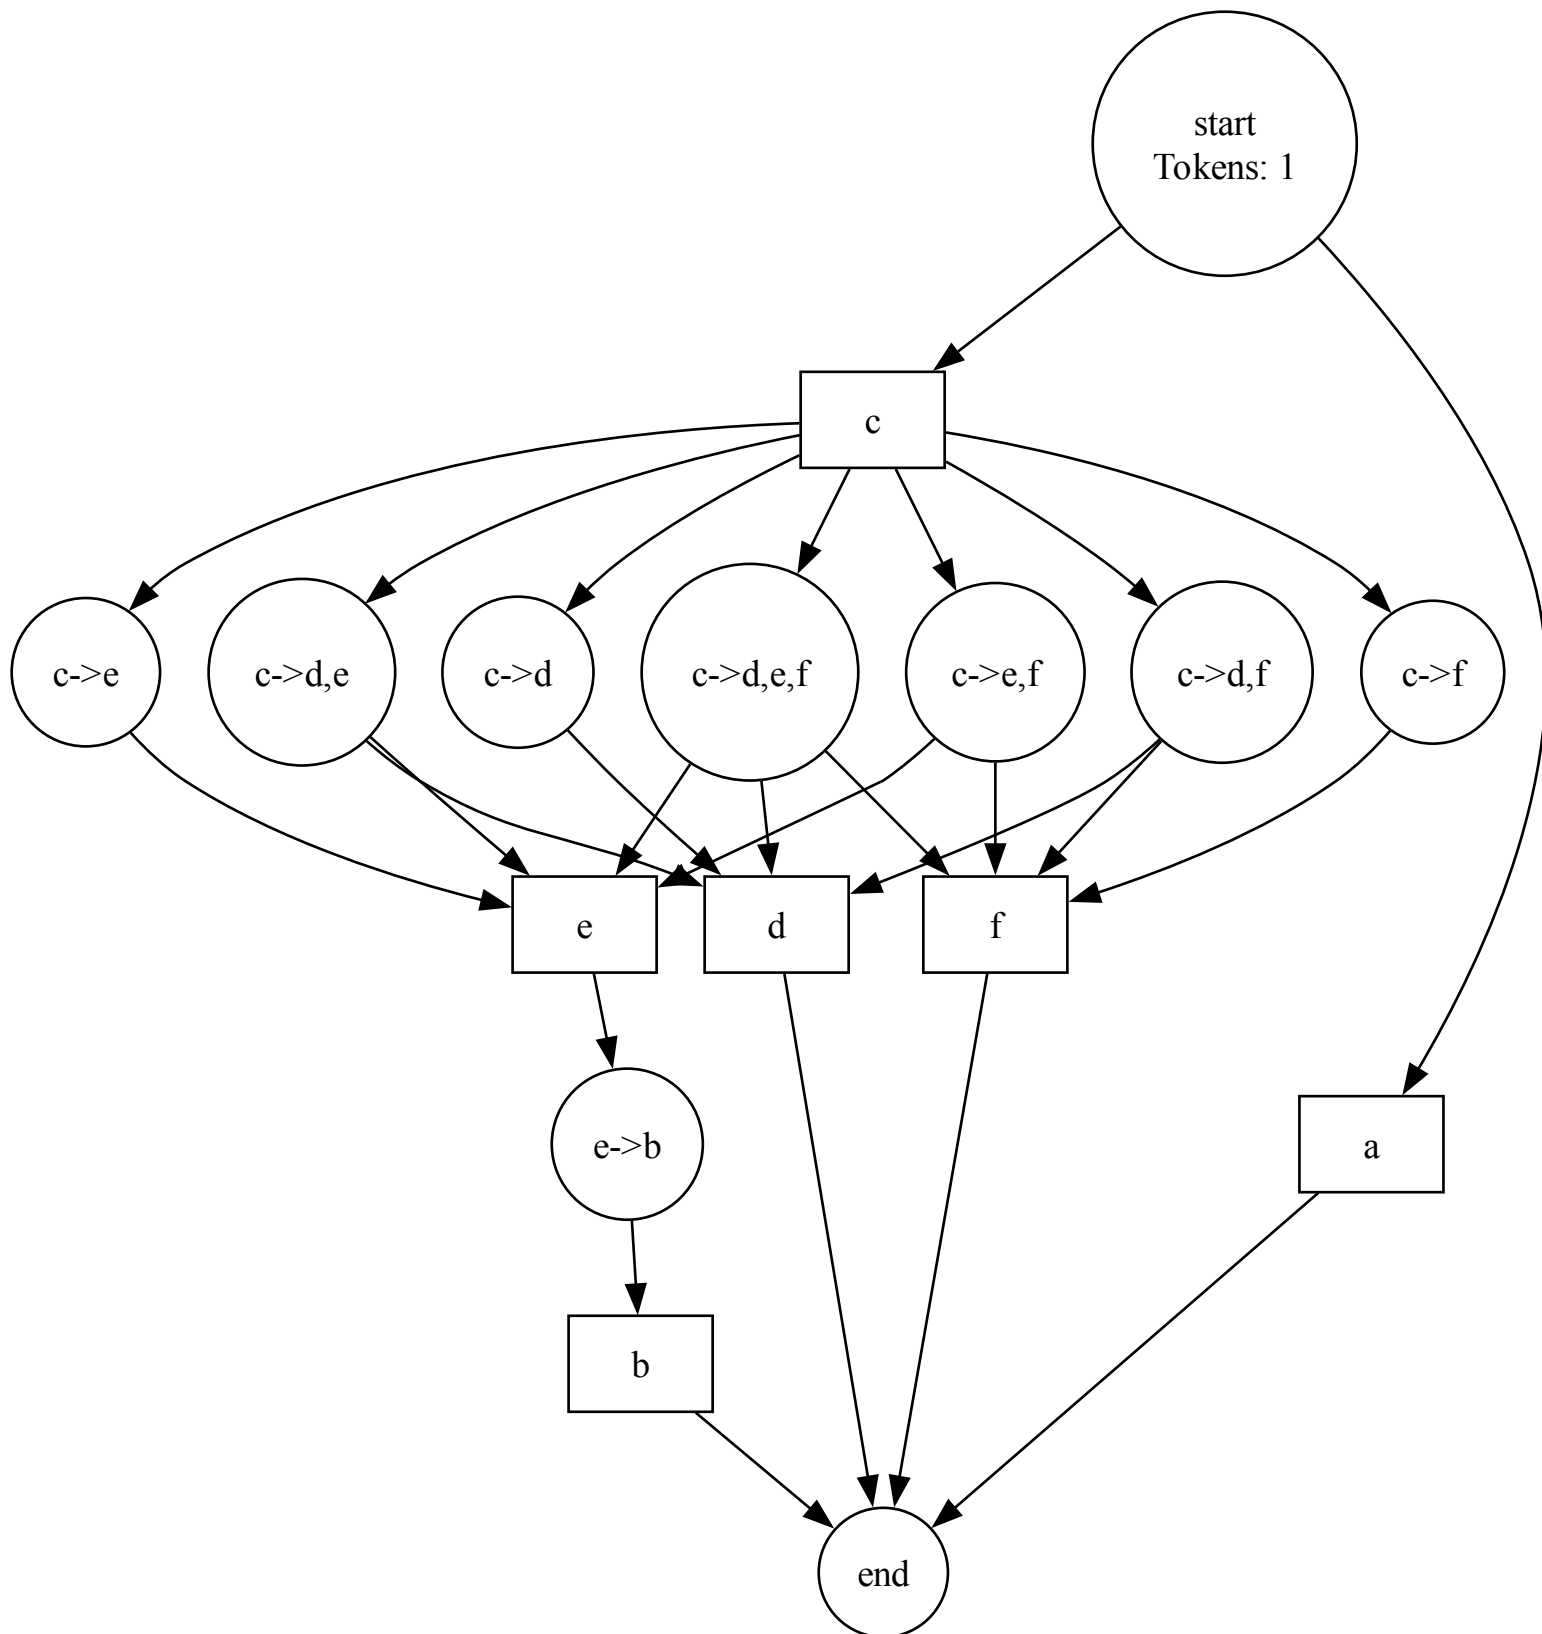 start
Tokens: 1
c
c->e
c->d,e
c->d
c->d,e,f
c->e,f
c->d,f
c->f
e
d
f
e->b
a
b
end